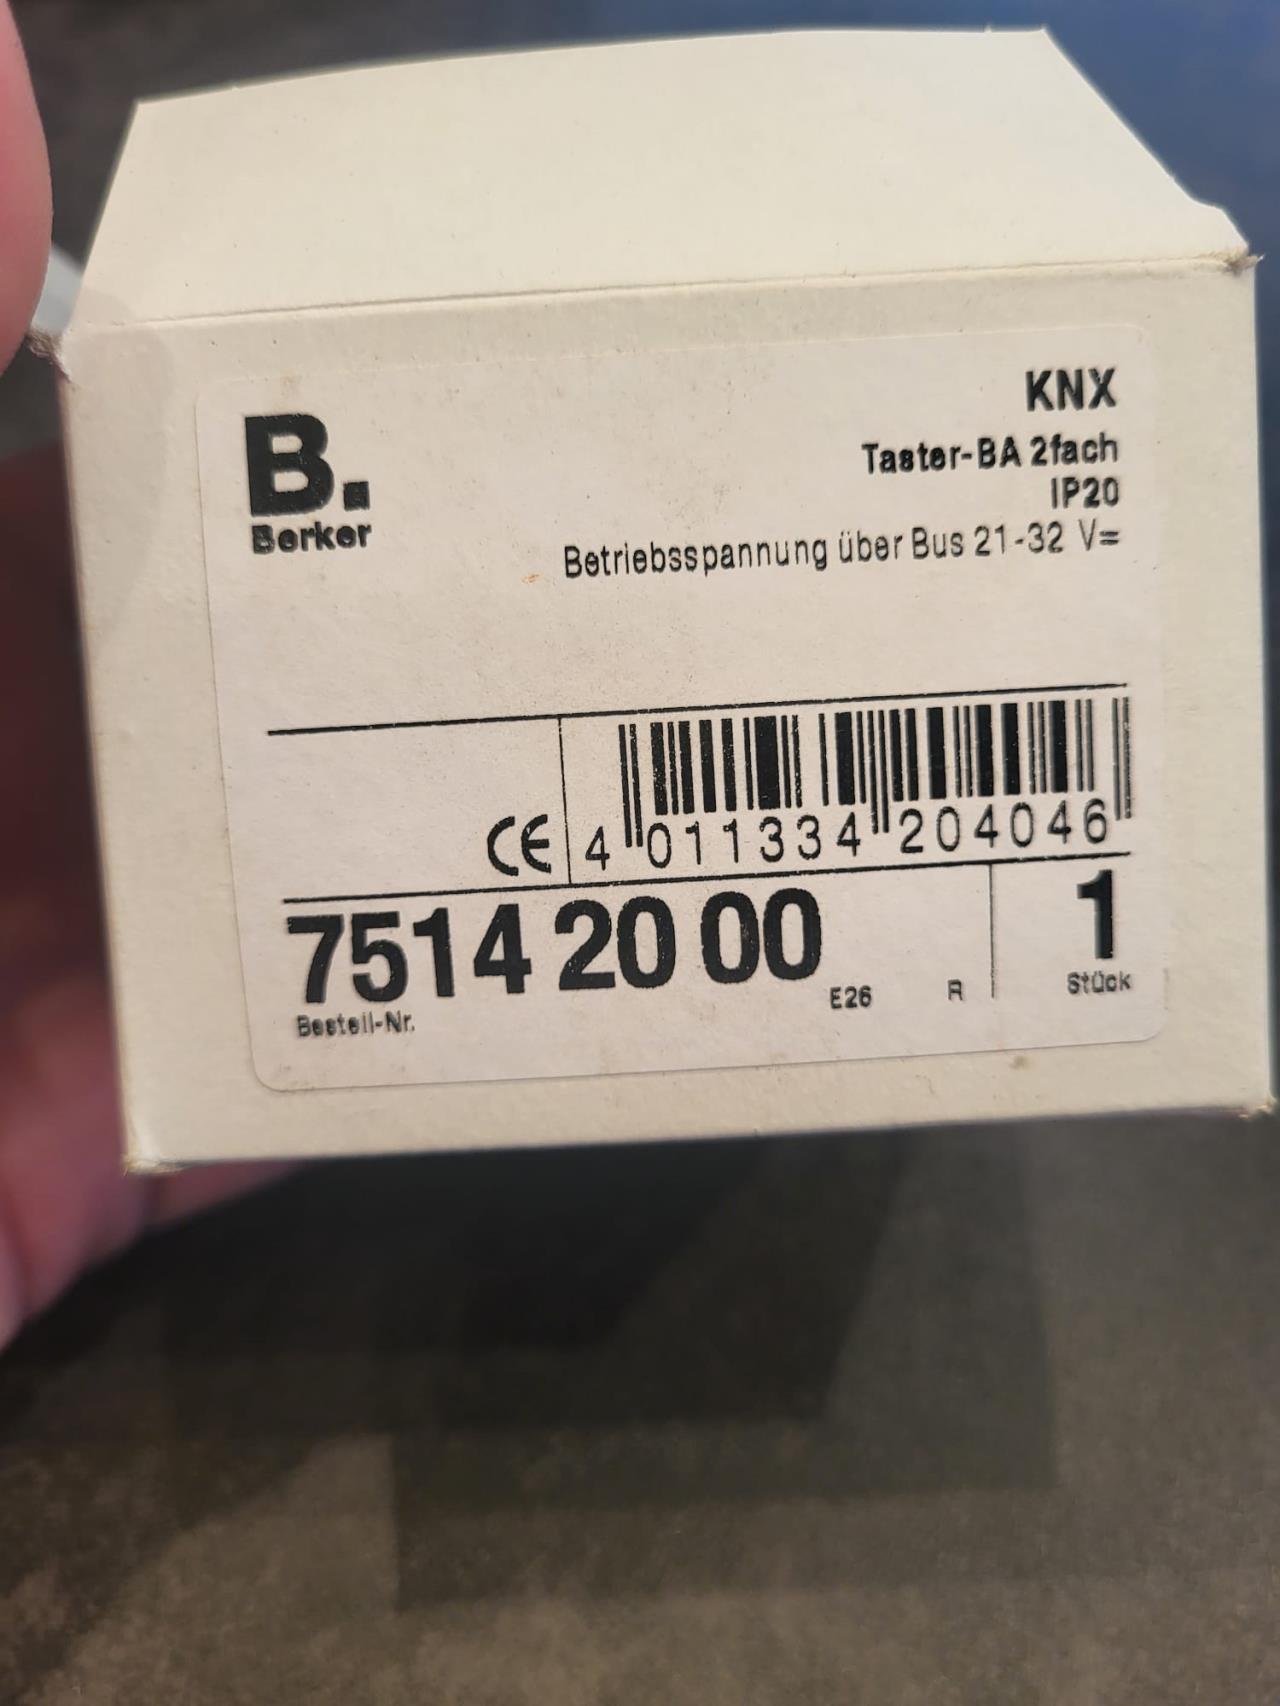 B.
Berker
KNX
Taster-BA 2fach
IP20
Betriebsspannung über Bus 21-32 V=
CE
4 011334 204046
7514 20 00
E26
R
1
Stück
Bestell-Nr.